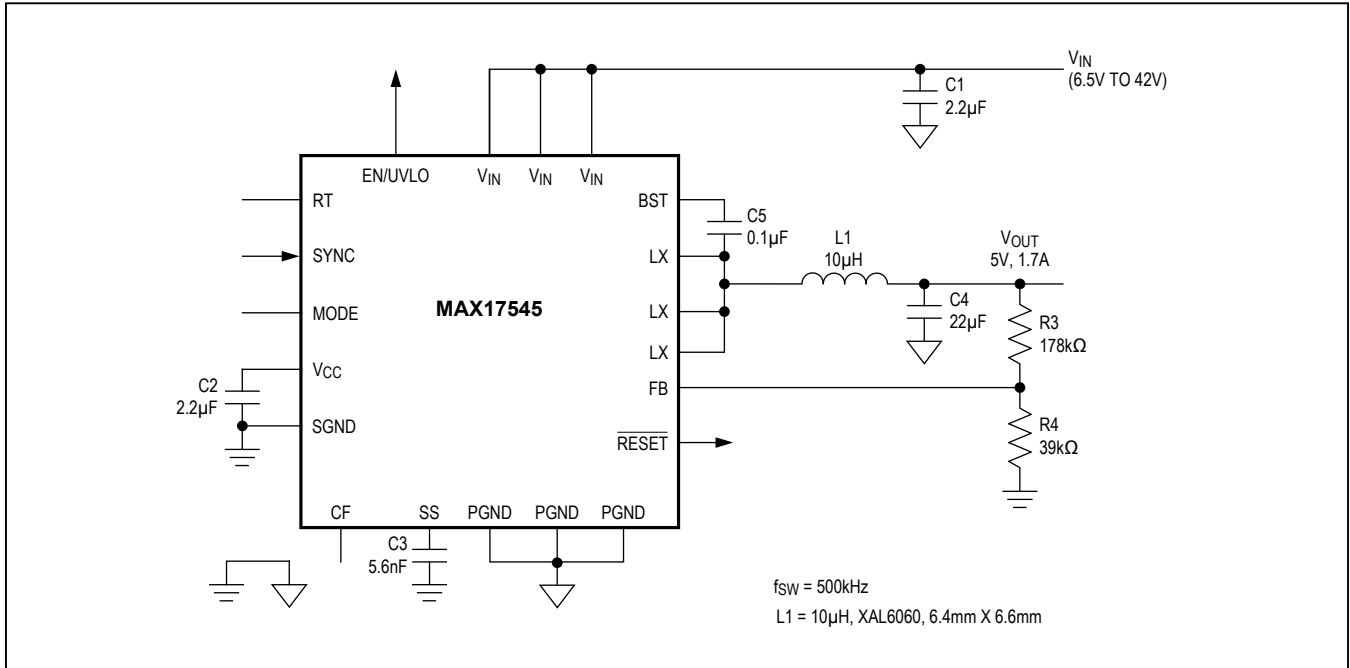 VIN
(6.5V TO 42V)
C1
2.2µF
EN/UVLO
VIN
VIN
VIN
RT
BST
C5
0.1µF
SYNC
LX
L1
10µH
VOUT
5V, 1.7A
MODE
MAX17545
LX
C4
22µF
R3
178kΩ
LX
VCC
C2
2.2µF
FB
SGND
RESET
R4
39kΩ
CF
SS
PGND
PGND
PGND
C3
5.6nF
fSW = 500kHz
L1 = 10µH, XAL6060, 6.4mm X 6.6mm